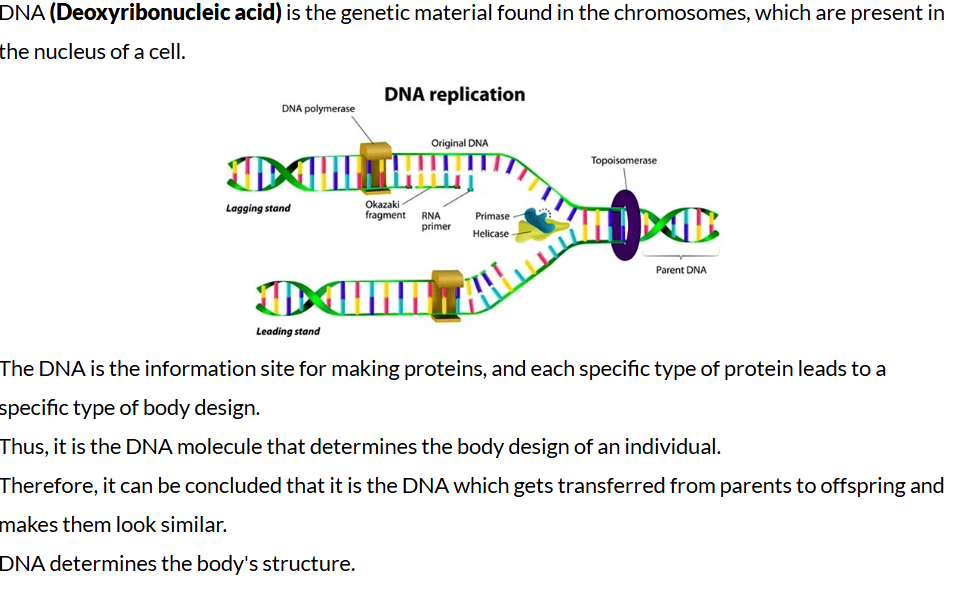 DNA (Deoxyribonucleic acid) is the genetic material found in the chromosomes, which are present in
the nucleus of a cell.
DNA replication
DNA polymerase
Original DNA
Topoisomerase
Lagging stand
Okazaki
fragment
RNA
primer
Primase
Helicase
Parent DNA
Leading stand
The DNA is the information site for making proteins, and each specific type of protein leads to a
specific type of body design.
Thus, it is the DNA molecule that determines the body design of an individual.
Therefore, it can be concluded that it is the DNA which gets transferred from parents to offspring and
makes them look similar.
DNA determines the body's structure.